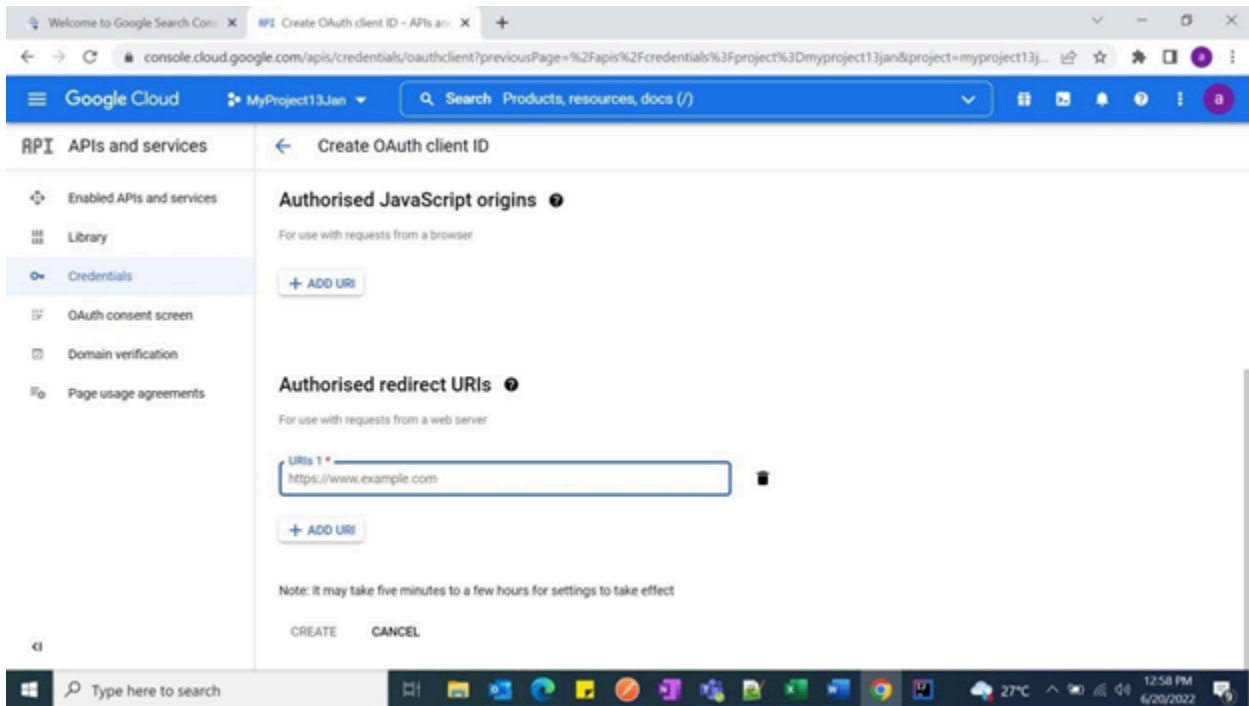 Welcome to Google Search Con
API Create OAuth client ID – APIs an
console.cloud.google.com/apis/credentials/oauthclient?previousPage=%2Fapis%2Fcredentials%3Fproject%3Dmyproject13jan&project=myproject13j...
a
Google Cloud
MyProject13Jan
Search Products, resources, docs (/)
a
API APIs and services
Create OAuth client ID
Enabled APIs and services
Library
Credentials
OAuth consent screen
Domain verification
Page usage agreements
Authorised JavaScript origins
For use with requests from a browser
+ ADD URI
Authorised redirect URIs
For use with requests from a web server
URIs 1 *
https://www.example.com
+ ADD URI
Note: It may take five minutes to a few hours for settings to take effect
CREATE CANCEL
Type here to search
27°C
12:58 PM
6/20/2022